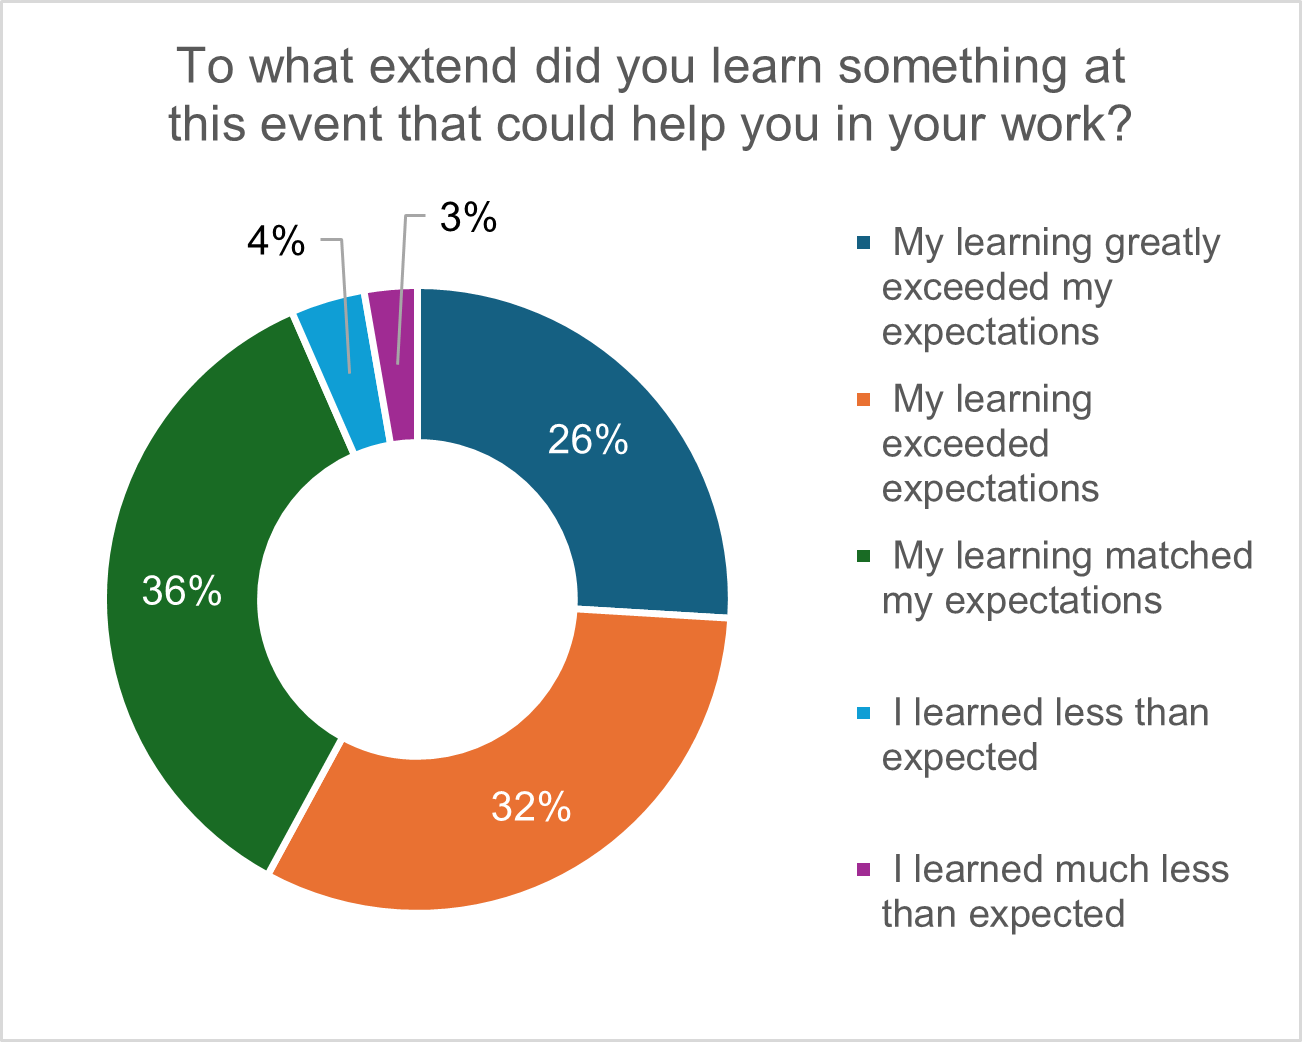 To what extend did you learn something at
this event that could help you in your work?
3%
4%
26%
36%
32%
My learning greatly
exceeded my
expectations
My learning
exceeded
expectations
My learning matched
my expectations
I learned less than
expected
I learned much less
than expected